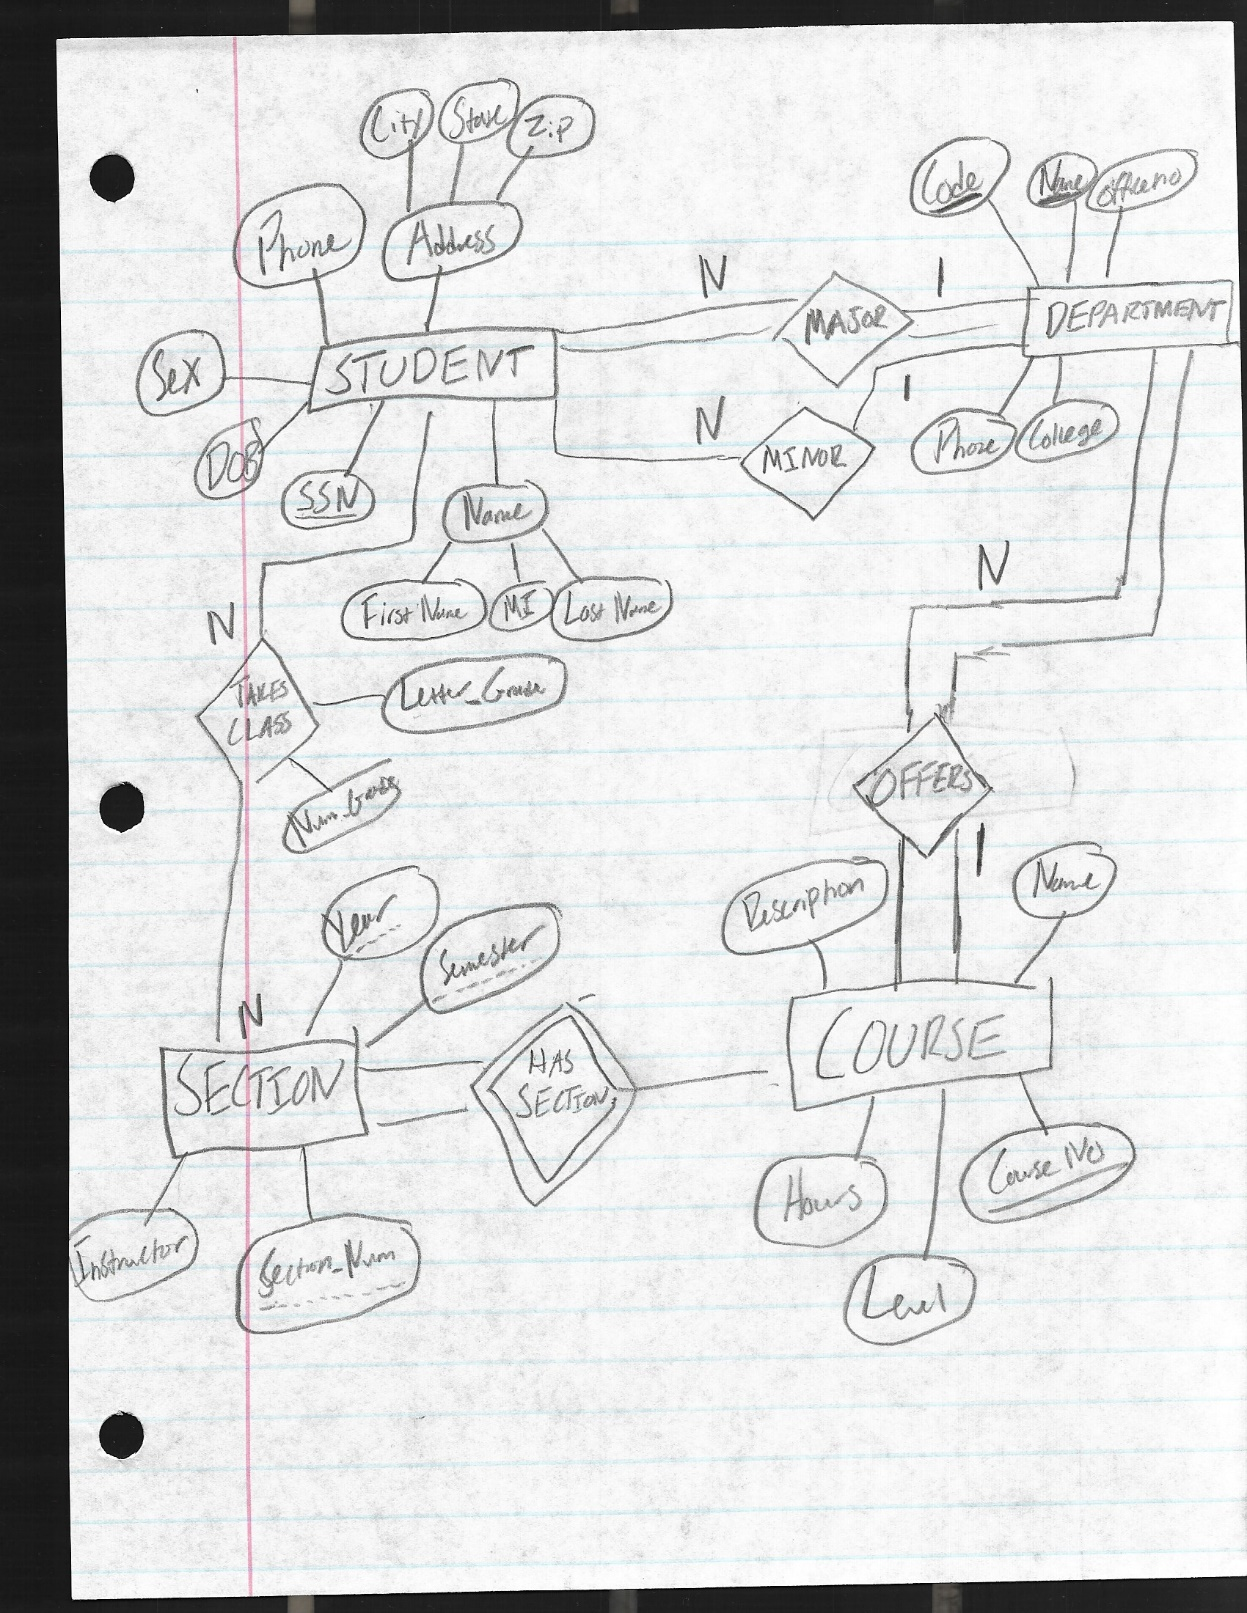 City State Zip
Code Name officeno
Phone Address
N 1
MAJOR
DEPARTMENT
STUDENT
Sex
1
N
DOB
MINOR
Phone College
SSN
Name
N
First Name MI Last Name
N
TAKES
CLASS
Letter_Grade
OFFERS
Num_Grade
1
Description
Name
Year
Semester
N
COURSE
SECTION
HAS
SECTION
Hours
Course No
Instructor
Section_Num
Level